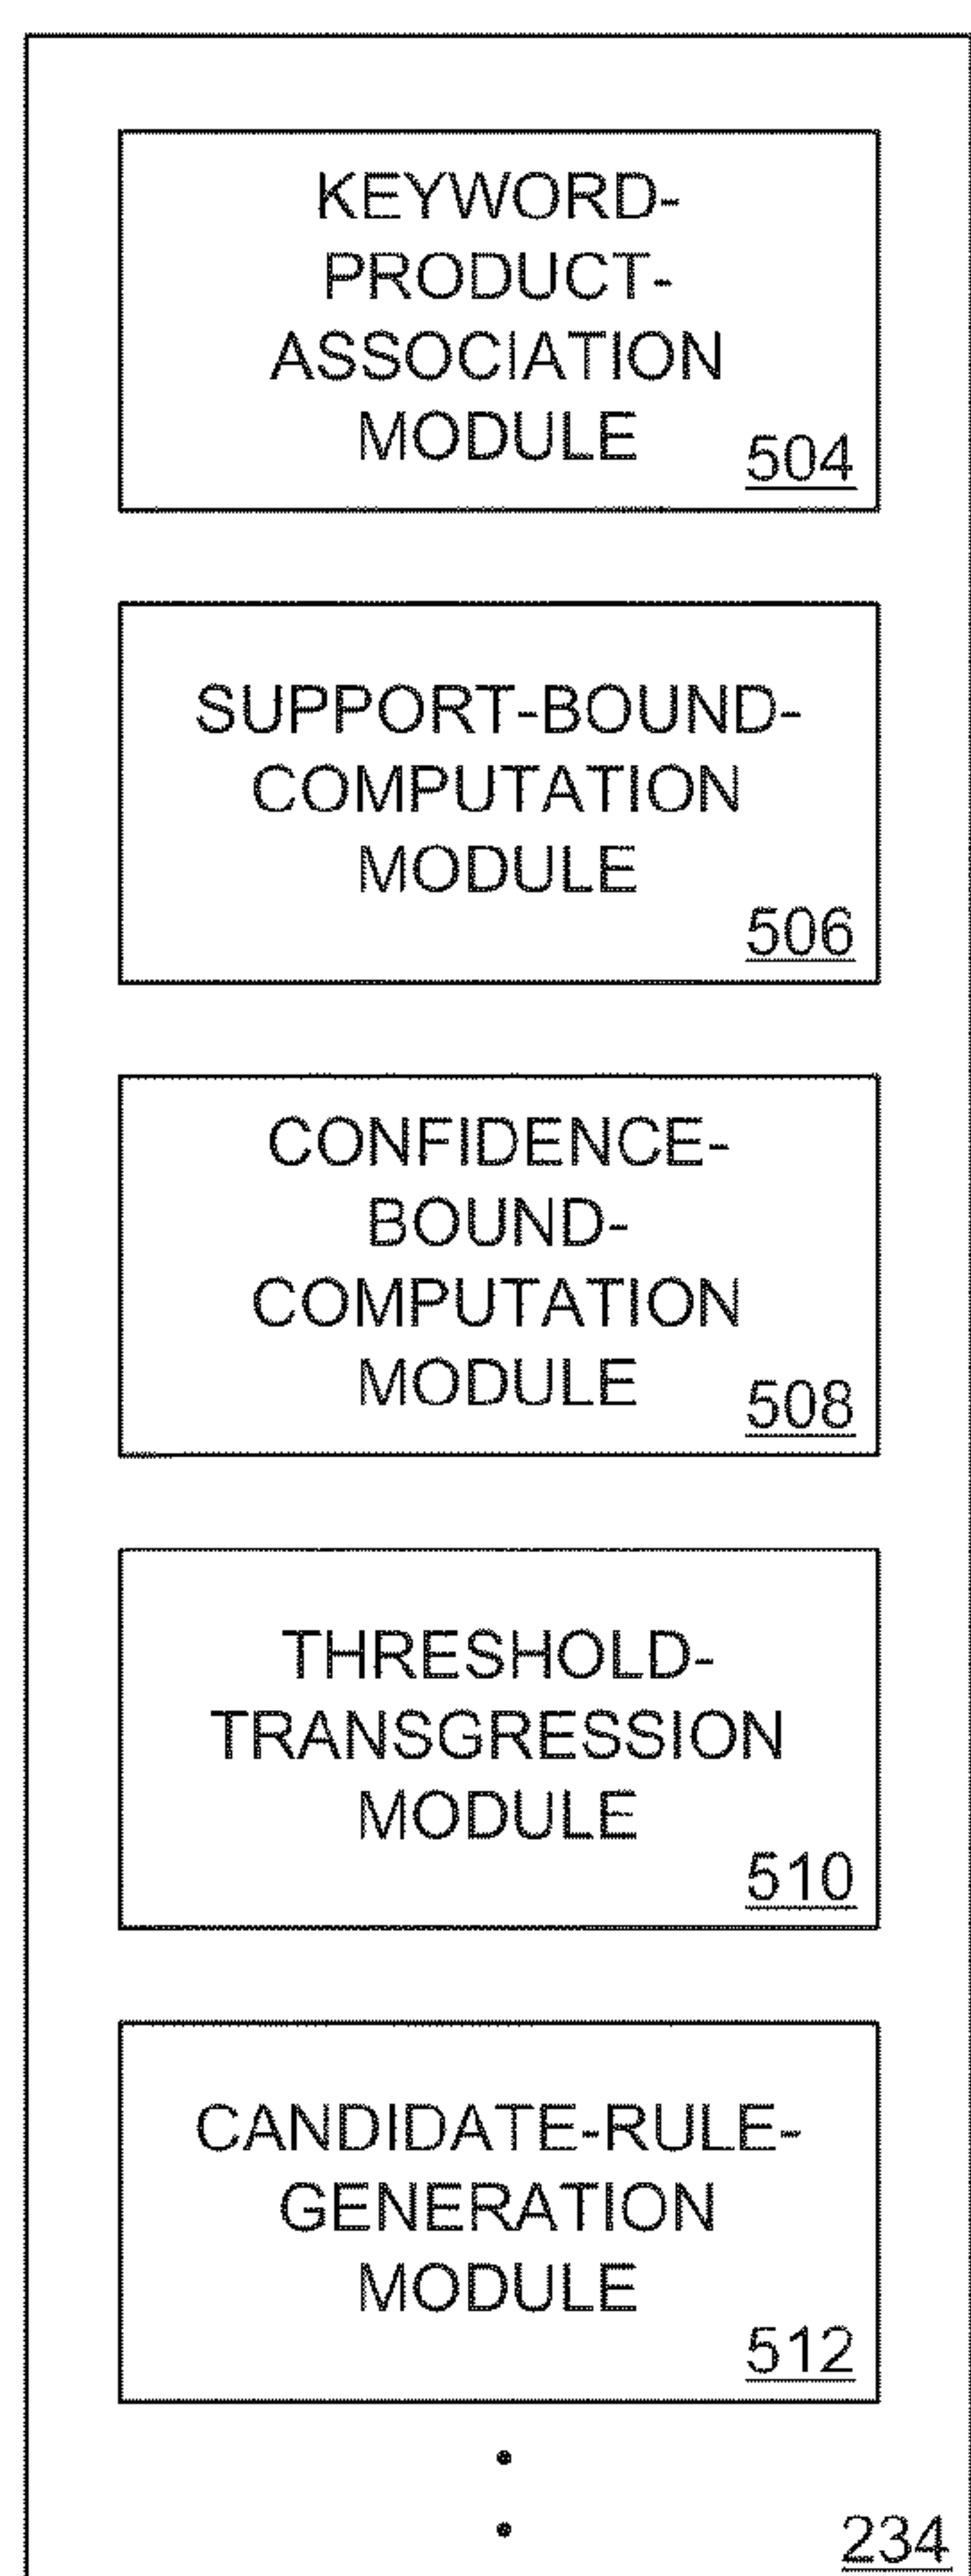 KEYWORD-
PRODUCT-
ASSOCIATION
MODULE
504
SUPPORT-BOUND-
COMPUTATION
MODULE
506
CONFIDENCE-
BOUND-
COMPUTATION
MODULE
508
THRESHOLD-
TRANSGRESSION
MODULE
510
CANDIDATE-RULE-
GENERATION
MODULE
512
234